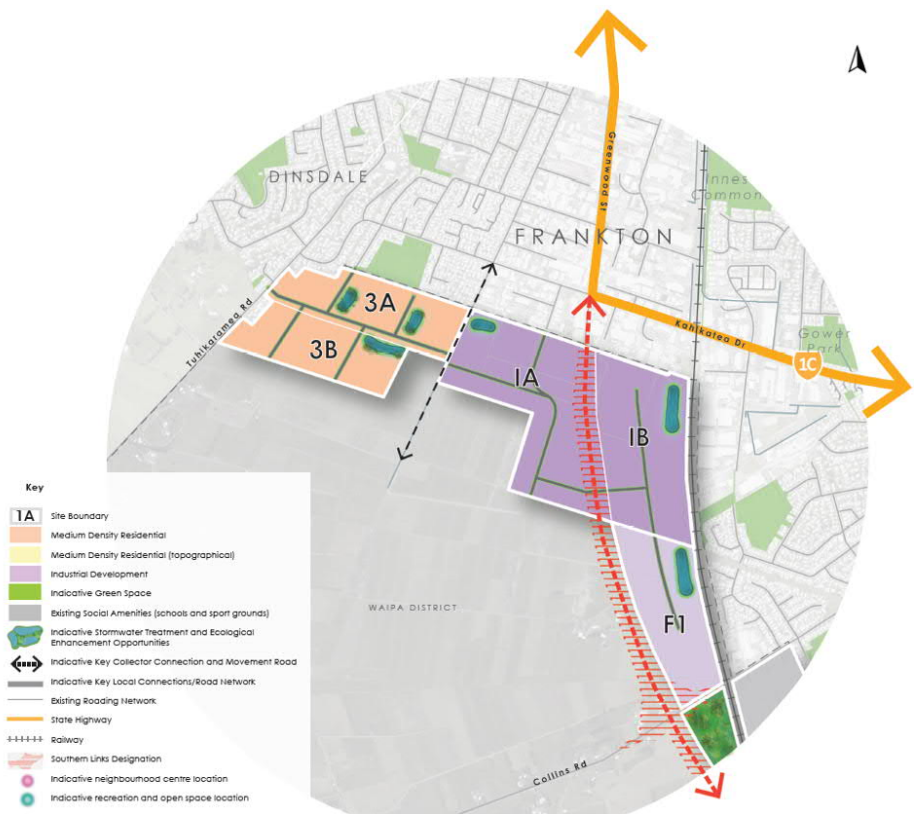 Greenwood St
Innes
Common
DINSDALE
FRANKTON
3A
Tuhikaramea Rd
Kahikatea Dr
Gower
Park
1C
3B
1A
1B
Key
1A Site Boundary
Medium Density Residential
Medium Density Residential (topographical)
Industrial Development
Indicative Green Space
Existing Social Amenities (schools and sport grounds)
Indicative Stormwater Treatment and Ecological
Enhancement Opportunities
Indicative Key Collector Connection and Movement Road
Indicative Key Local Connections/Road Network
Existing Roading Network
State Highway
Railway
Southern Links Designation
Indicative neighbourhood centre location
Indicative recreation and open space location
WAIPA DISTRICT
F1
Collins Rd